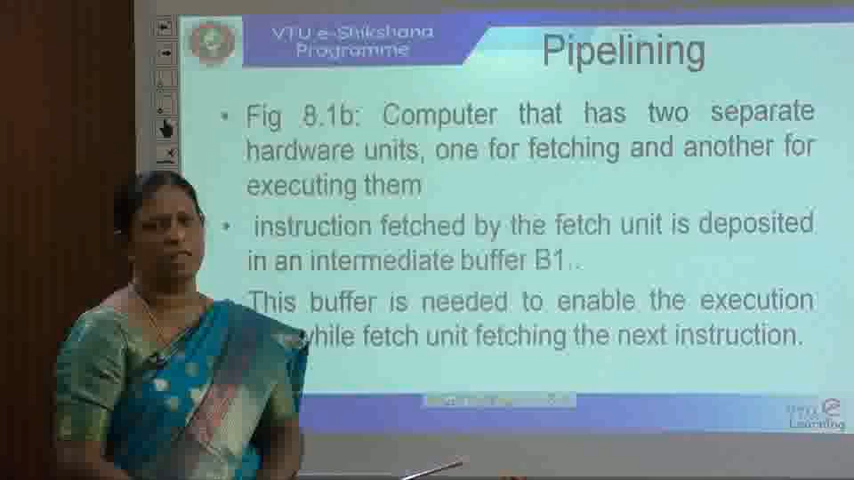 VTU e-Shikshana
Programme
Pipelining
• Fig 8.1b: Computer that has two separate
hardware units, one for fetching and another for
executing them
• instruction fetched by the fetch unit is deposited
in an intermediate buffer B1..
This buffer is needed to enable the execution
while fetch unit fetching the next instruction.
Learning